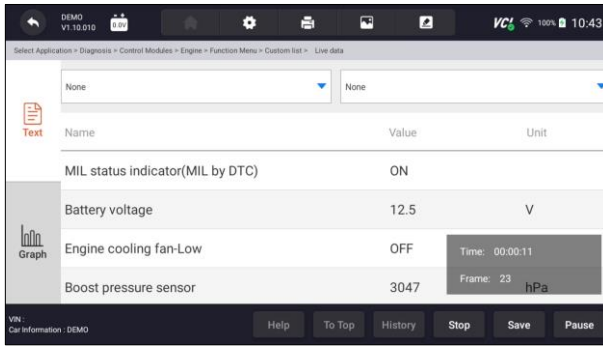 DEMO
V1.10.010
0.0V
VC!
100%
10:43
Select Application > Diagnosis > Control Modules > Engine > Function Menu > Custom list > Live data
None
None
Text
Name Value Unit
MIL status indicator(MIL by DTC) ON
Battery voltage 12.5 V
Graph
Engine cooling fan-Low OFF
Time: 00:00:11
Frame: 23
Boost pressure sensor 3047 hPa
VIN :
Car Information : DEMO
Help To Top History Stop Save Pause